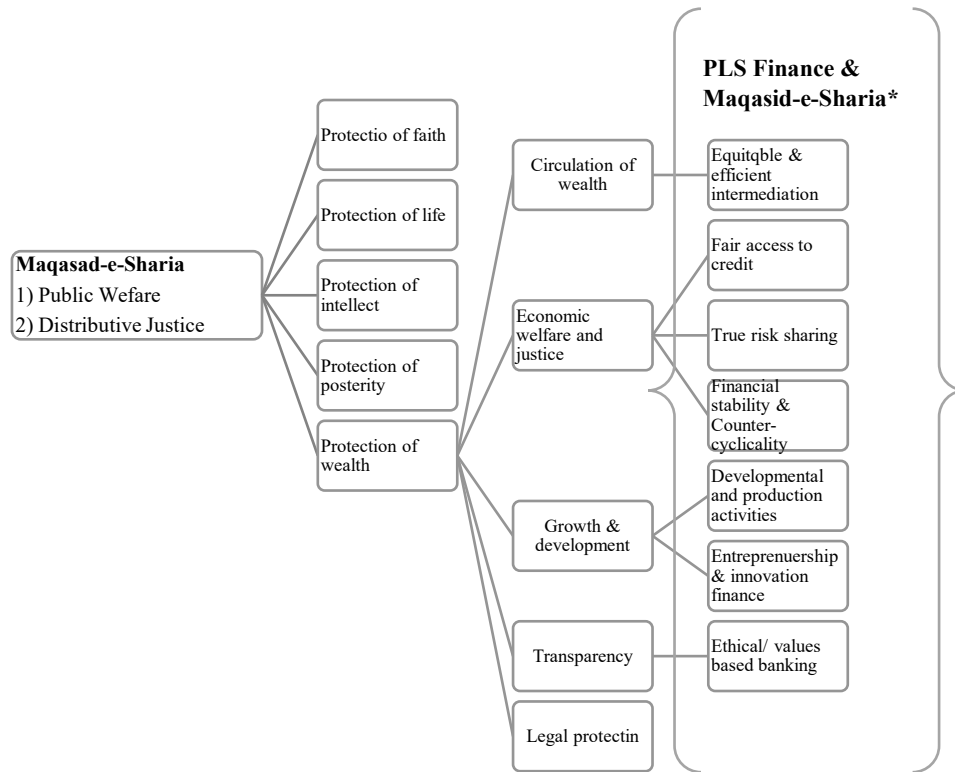 PLS Finance &
Maqasid-e-Sharia*
Maqasad-e-Sharia
1) Public Wefare
2) Distributive Justice
Protectio of faith
Protection of life
Protection of
intellect
Protection of
posterity
Protection of
wealth
Circulation of
wealth
Economic
welfare and
justice
Growth &
development
Transparency
Legal protectin
Equitqble &
efficient
intermediation
Fair access to
credit
True risk sharing
Financial
stability &
Counter-
cyclicality
Developmental
and production
activities
Entreprenuership
& innovation
finance
Ethical/ values
based banking